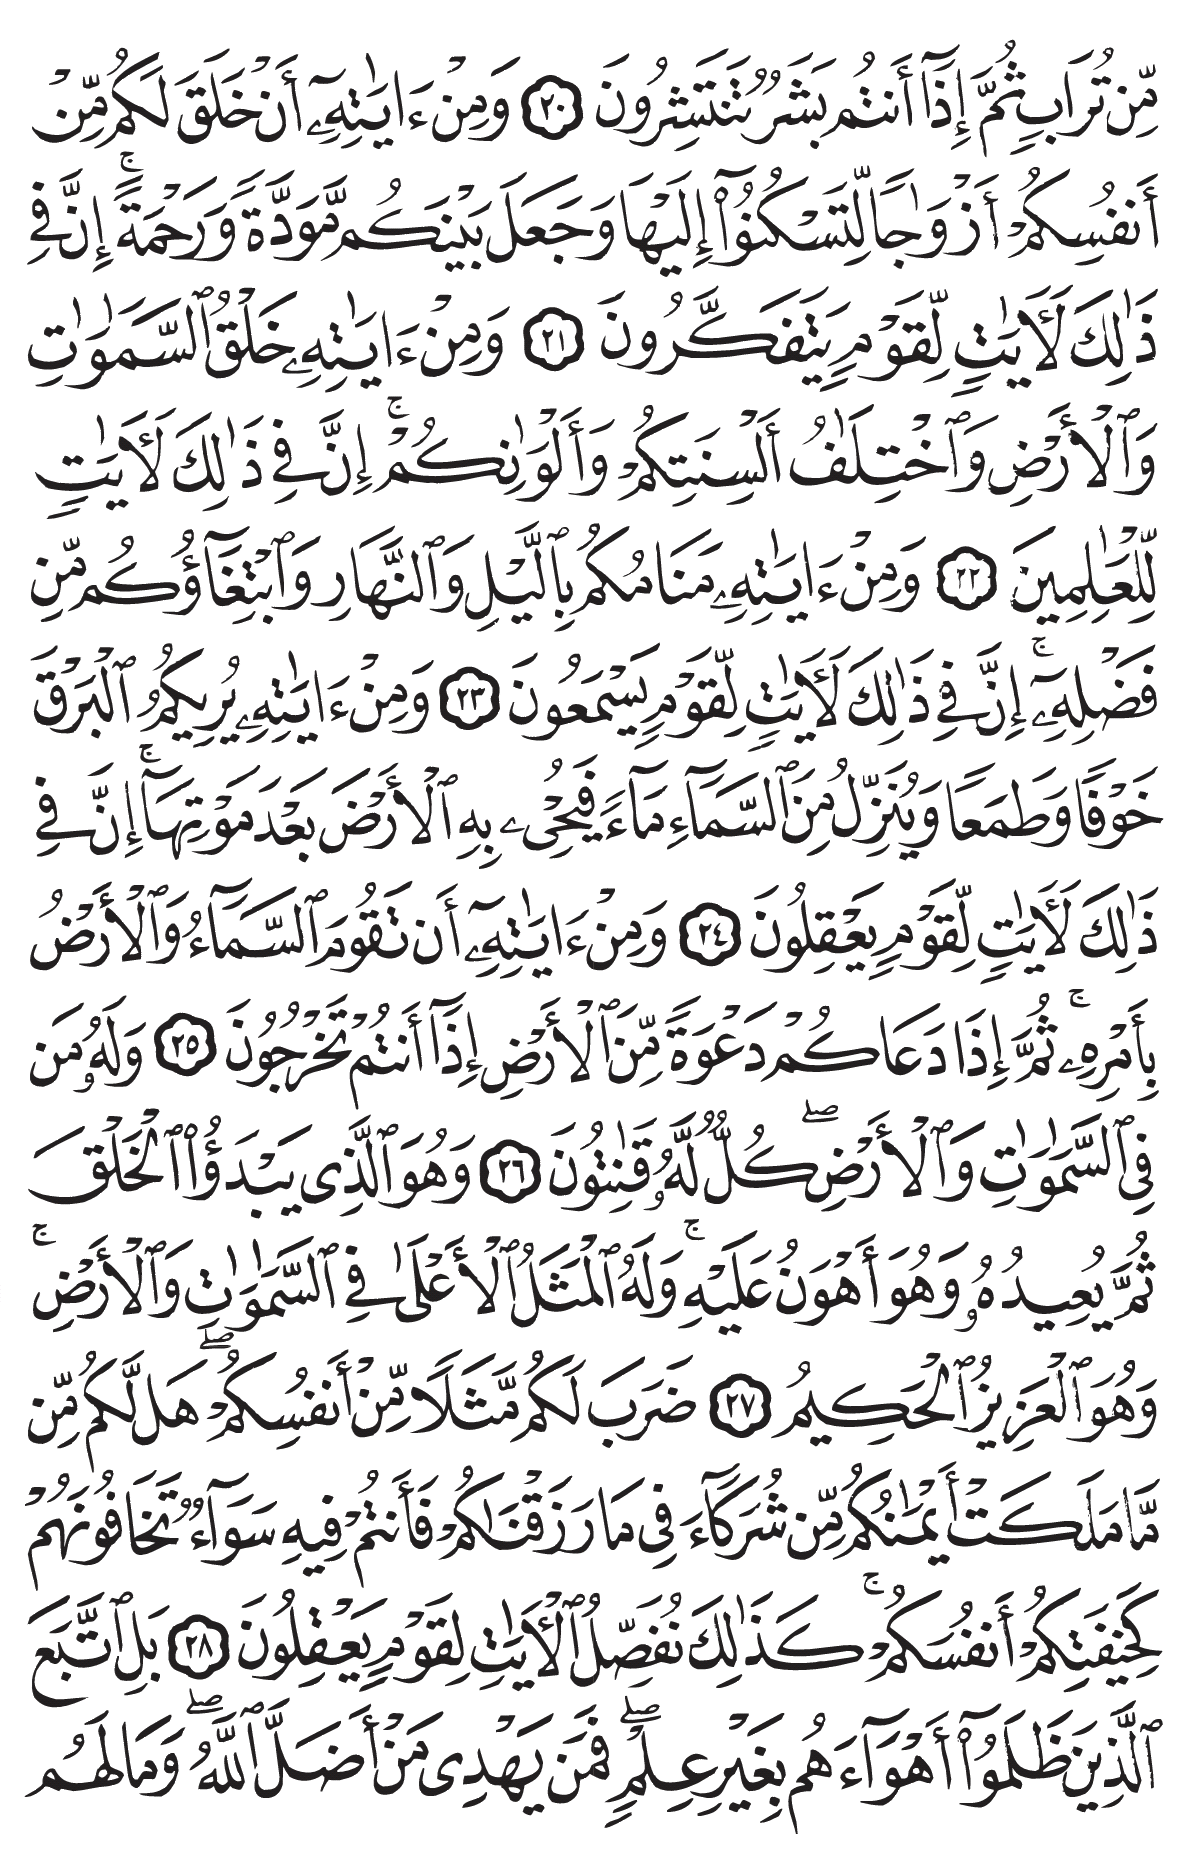 مِّن تُرَابٍ ثُمَّ إِذَآ أَنتُم بَشَرٌ تَنتَشِرُونَ ٢٠ وَمِنْ ءَايَٰتِهِۦٓ أَنْ خَلَقَ لَكُم مِّنْ
أَنفُسِكُمْ أَزْوَٰجًا لِّتَسْكُنُوٓا۟ إِلَيْهَا وَجَعَلَ بَيْنَكُم مَّوَدَّةً وَرَحْمَةً ۚ إِنَّ فِى
ذَٰلِكَ لَءَايَٰتٍ لِّقَوْمٍ يَتَفَكَّرُونَ ٢١ وَمِنْ ءَايَٰتِهِۦ خَلْقُ ٱلسَّمَٰوَٰتِ
وَٱلْأَرْضِ وَٱخْتِلَٰفُ أَلْسِنَتِكُمْ وَأَلْوَٰنِكُمْ ۚ إِنَّ فِى ذَٰلِكَ لَءَايَٰتٍ
لِّلْعَٰلِمِينَ ٢٢ وَمِنْ ءَايَٰتِهِۦ مَنَامُكُم بِٱلَّيْلِ وَٱلنَّهَارِ وَٱبْتِغَآؤُكُم مِّن
فَضْلِهِۦٓ ۚ إِنَّ فِى ذَٰلِكَ لَءَايَٰتٍ لِّقَوْمٍ يَسْمَعُونَ ٢٣ وَمِنْ ءَايَٰتِهِۦ يُرِيكُمُ ٱلْبَرْقَ
خَوْفًا وَطَمَعًا وَيُنَزِّلُ مِنَ ٱلسَّمَآءِ مَآءً فَيُحْىِۦ بِهِ ٱلْأَرْضَ بَعْدَ مَوْتِهَآ ۚ إِنَّ فِى
ذَٰلِكَ لَءَايَٰتٍ لِّقَوْمٍ يَعْقِلُونَ ٢٤ وَمِنْ ءَايَٰتِهِۦٓ أَن تَقُومَ ٱلسَّمَآءُ وَٱلْأَرْضُ
بِأَمْرِهِۦ ۚ ثُمَّ إِذَا دَعَاكُمْ دَعْوَةً مِّنَ ٱلْأَرْضِ إِذَآ أَنتُمْ تَخْرُجُونَ ٢٥ وَلَهُۥ مَن
فِى ٱلسَّمَٰوَٰتِ وَٱلْأَرْضِ ۖ كُلٌّ لَّهُۥ قَٰنِتُونَ ٢٦ وَهُوَ ٱلَّذِى يَبْدَؤُا۟ ٱلْخَلْقَ
ثُمَّ يُعِيدُهُۥ وَهُوَ أَهْوَنُ عَلَيْهِ ۚ وَلَهُ ٱلْمَثَلُ ٱلْأَعْلَىٰ فِى ٱلسَّمَٰوَٰتِ وَٱلْأَرْضِ ۚ
وَهُوَ ٱلْعَزِيزُ ٱلْحَكِيمُ ٢٧ ضَرَبَ لَكُم مَّثَلًا مِّنْ أَنفُسِكُمْ ۖ هَل لَّكُم مِّن
مَّا مَلَكَتْ أَيْمَٰنُكُم مِّن شُرَكَآءَ فِى مَا رَزَقْنَٰكُمْ فَأَنتُمْ فِيهِ سَوَآءٌ تَخَافُونَهُمْ
كَخِيفَتِكُمْ أَنفُسَكُمْ ۚ كَذَٰلِكَ نُفَصِّلُ ٱلْءَايَٰتِ لِقَوْمٍ يَعْقِلُونَ ٢٨ بَلِ ٱتَّبَعَ
ٱلَّذِينَ ظَلَمُوٓا۟ أَهْوَآءَهُم بِغَيْرِ عِلْمٍ ۖ فَمَن يَهْدِى مَنْ أَضَلَّ ٱللَّهُ ۖ وَمَا لَهُم